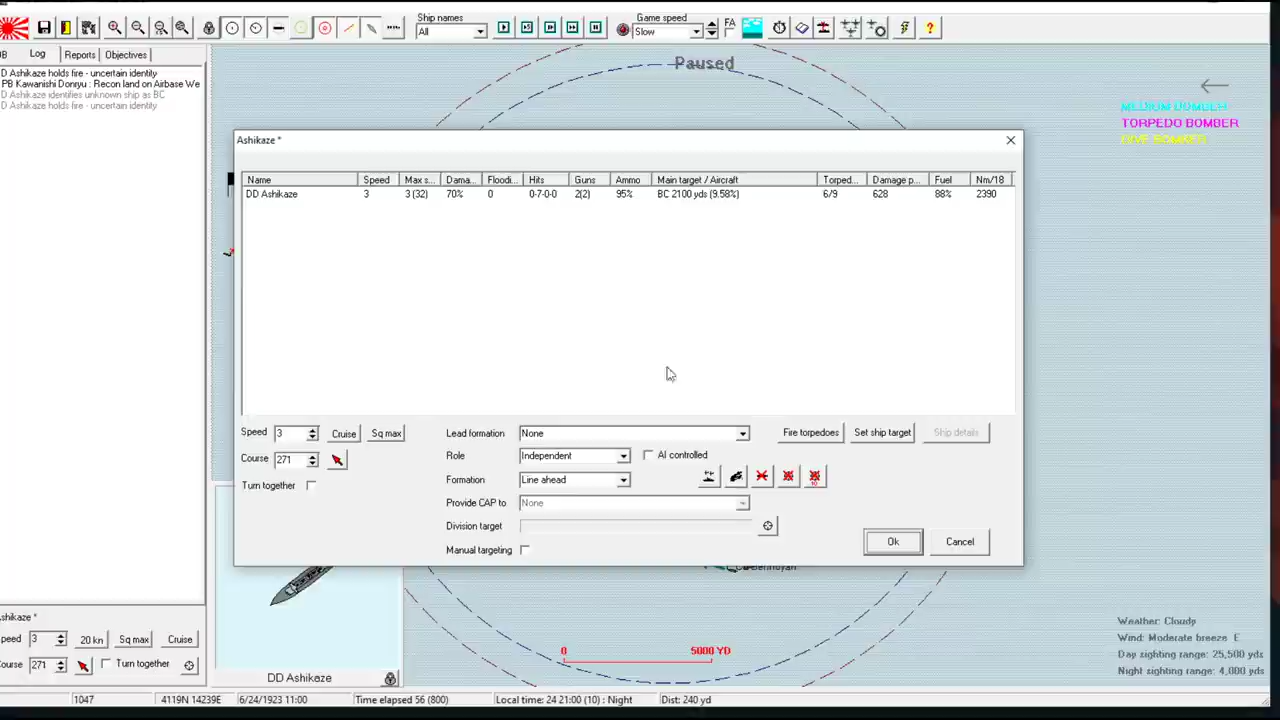 Ship names
Game speed
All
Slow
FA
Log
Reports
Objectives
Paused
D Ashikaze holds fire - uncertain identity
PB Kawanishi Donryu : Recon land on Airbase We
D Ashikaze identifies unknown ship as BC
D Ashikaze holds fire - uncertain identity
MEDIUM BOMBER
TORPEDO BOMBER
DIVE BOMBER
Ashikaze *
Name Speed Max s... Dama... Floodi... Hits Guns Ammo Main target / Aircraft Torped... Damage p... Fuel Nm/18
DD Ashikaze 3 3 (32) 70% 0 0-7-0-0 2(2) 95% BC 2100 yds (9.58%) 6/9 628 88% 2390
Speed 3 Cruise Sq max
Lead formation None
Fire torpedoes Set ship target Ship details
Course 271
Role Independent
AI controlled
Turn together
Formation Line ahead
Provide CAP to None
Division target
Manual targeting
Ok Cancel
shikaze *
peed 3 20 kn Sq max Cruise
ourse 271 Turn together
DD Ashikaze
0 5000 YD
Weather: Cloudy
Wind: Moderate breeze E
Day sighting range: 25,500 yds
Night sighting range: 4,000 yds
1047 4119N 14239E 6/24/1923 11:00 Time elapsed 56 (800) Local time: 24 21:00 (10) : Night Dist: 240 yd